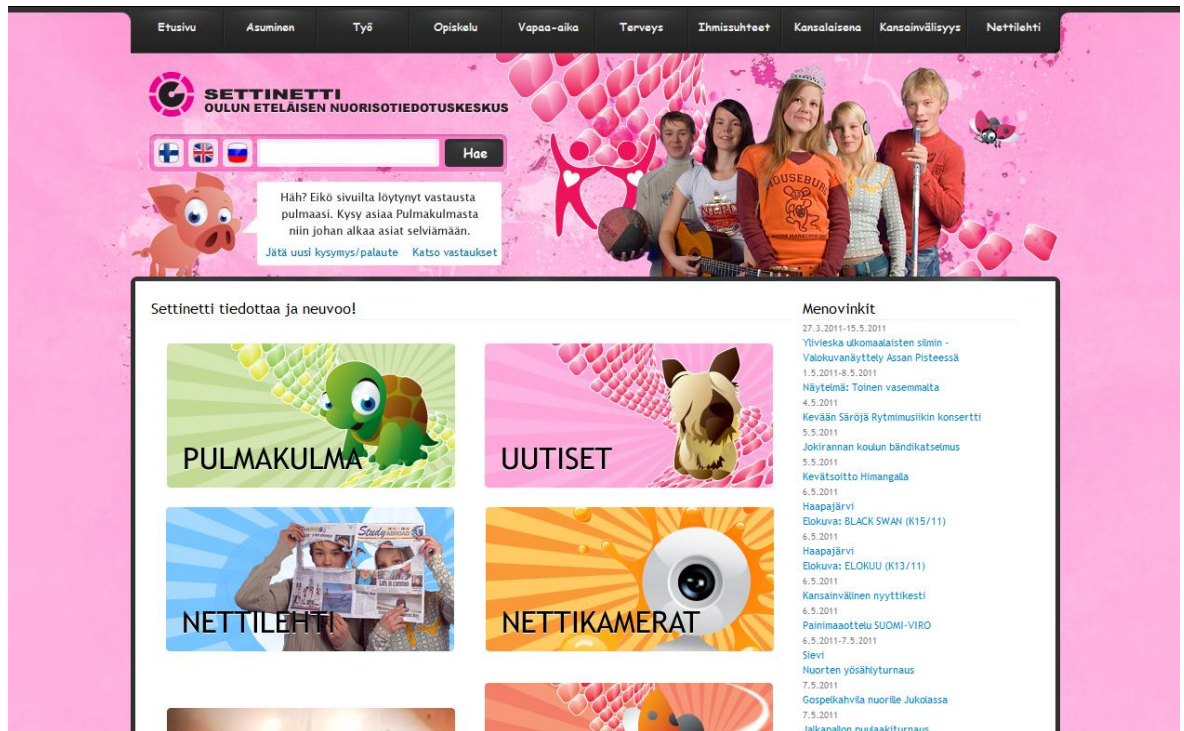 Etusivu Asuminen Työ Opiskelu Vapaa-aika Terveys Ihmissuhteet Kansalaisena Kansainvälisyys Nettilehti
SETTINETTI
OULUN ETELÄISEN NUORISOTIEDOTUSKESKUS
Hae
Häh? Eikö sivuilta löytynyt vastausta
pulmaasi. Kysy asiaa Pulmakulmasta
niin johan alkaa asiat selviämään.
Jätä uusi kysymys/palaute Katso vastaukset
MOUSEBURG
Settinetti tiedottaa ja neuvoo!
PULMAKULMA
UUTISET
Study ABROAD
NETTILEHTI
NETTIKAMERAT
Menovinkit
27.3.2011-15.5.2011
Ylivieska ulkomaalaisten silmin -
Valokuvanäyttely Assan Pisteessä
1.5.2011-8.5.2011
Näytelmä: Toinen vasemmalta
4.5.2011
Kevään Säröjä Rytmimusiikin konsertti
5.5.2011
Jokirannan koulun bändikatselmus
5.5.2011
Kevätsoitto Himangalla
6.5.2011
Haapajärvi
Elokuva: BLACK SWAN (K15/11)
6.5.2011
Haapajärvi
Elokuva: ELOKUU (K13/11)
6.5.2011
Kansainvälinen nyyttikesti
6.5.2011
Painimaaottelu SUOMI-VIRO
6.5.2011-7.5.2011
Sievi
Nuorten yösählyturnaus
7.5.2011
Gospelkahvila nuorille Jukolassa
7.5.2011
Jalkapallon puulaakiturnaus